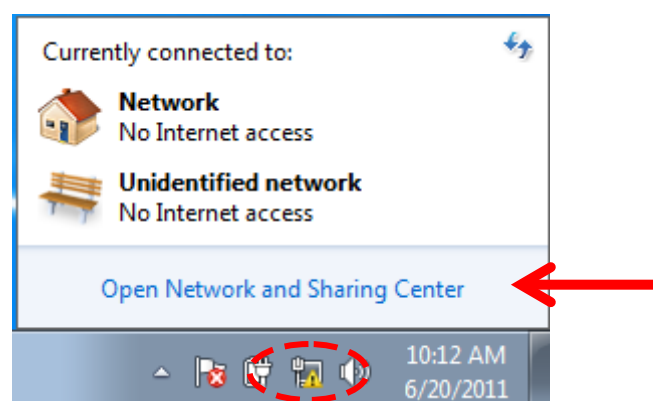 Currently connected to:
Network
No Internet access
Unidentified network
No Internet access
Open Network and Sharing Center
10:12 AM
6/20/2011